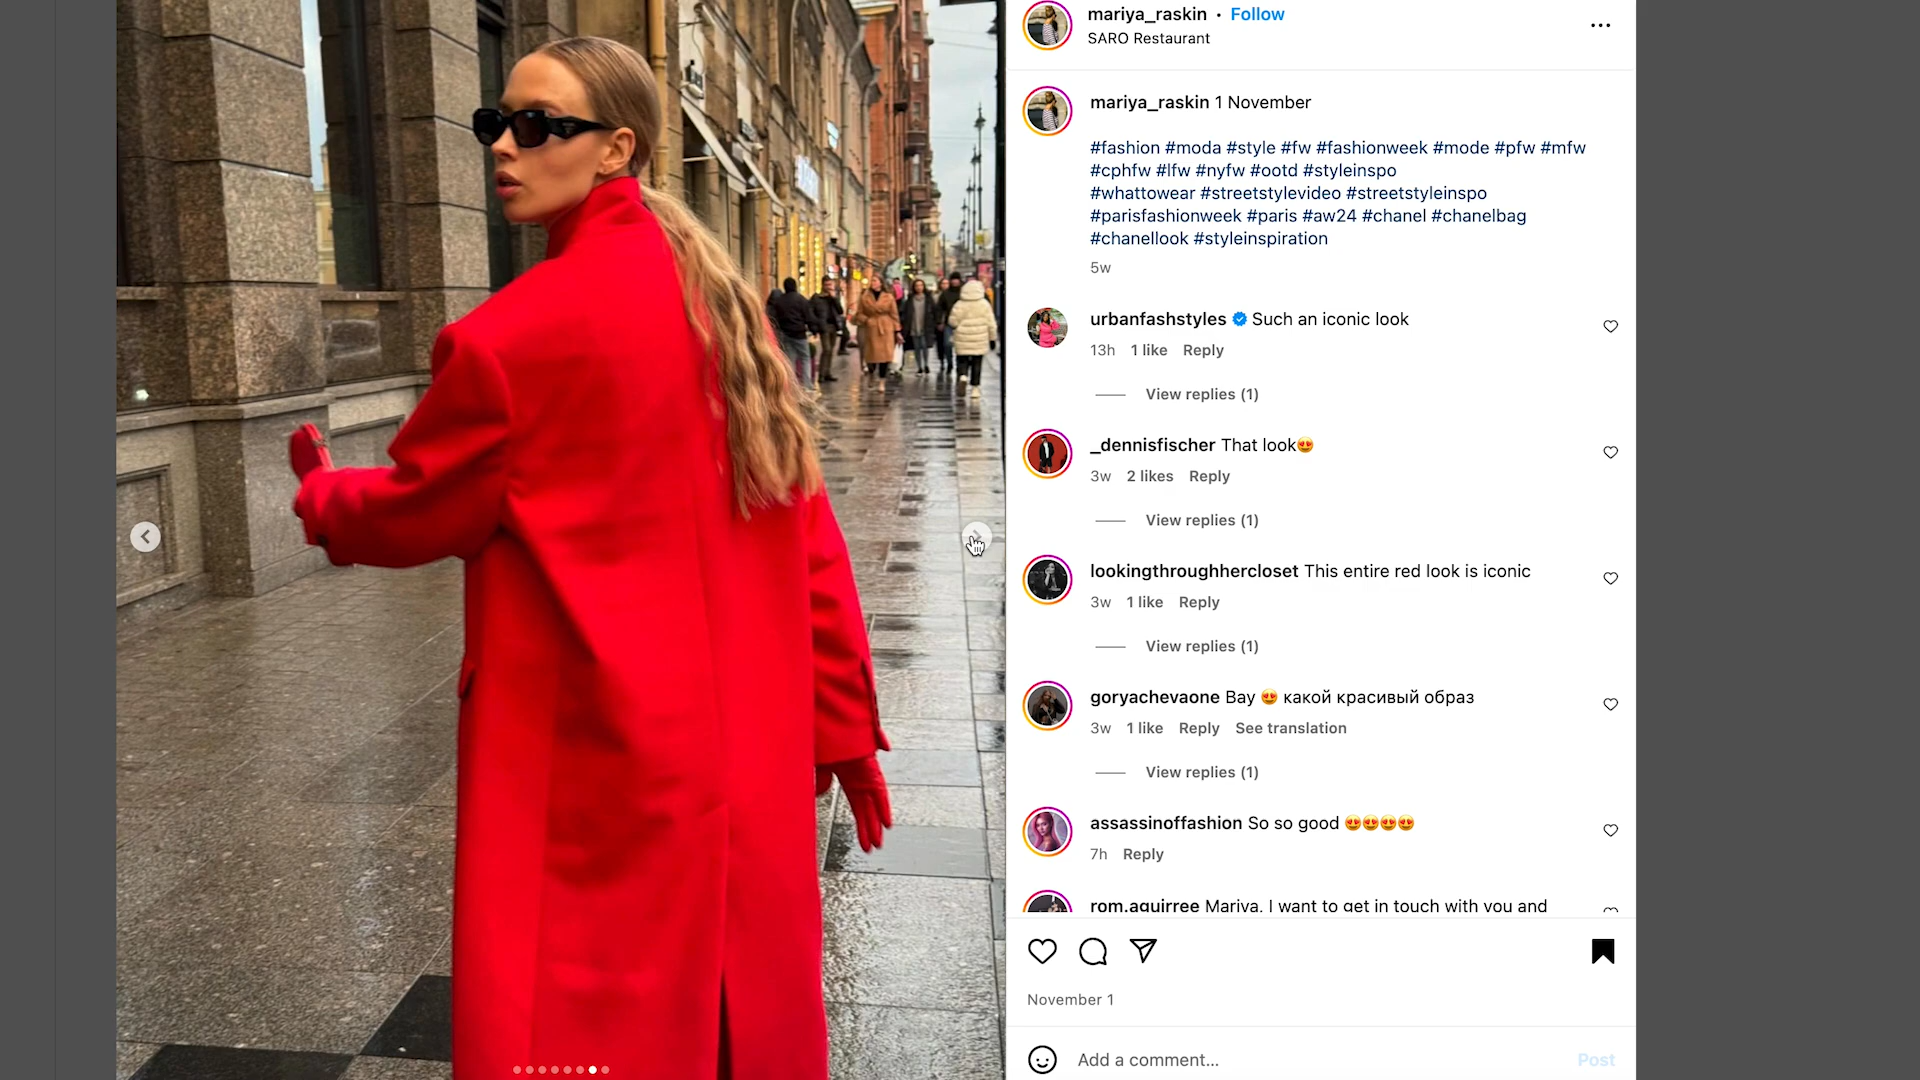 mariya_raskin • Follow
SARO Restaurant
mariya_raskin 1 November
#fashion #moda #style #fw #fashionweek #mode #pfw #mfw
#cphfw #lfw #nyfw #ootd #styleinspo
#whattowear #streetstylevideo #streetstyleinspo
#parisfashionweek #paris #aw24 #chanel #chanelbag
#chanellook #styleinspiration
5w
urbanfashstyles Such an iconic look
13h 1 like Reply
View replies (1)
_dennisfischer That look😍
3w 2 likes Reply
View replies (1)
lookingthroughhercloset This entire red look is iconic
3w 1 like Reply
View replies (1)
goryachevaone Вау 😍 какой красивый образ
3w 1 like Reply See translation
View replies (1)
assassinoffashion So so good 😍😍😍😍
7h Reply
rom.aguirree Mariya, I want to get in touch with you and
November 1
Add a comment...
Post